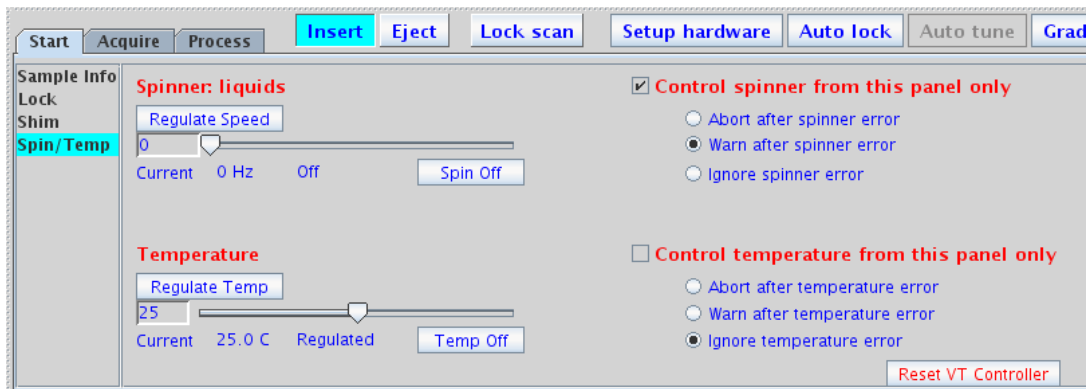 Start Acquire Process Insert Eject Lock scan Setup hardware Auto lock Auto tune Grad
Sample Info
Lock
Shim
Spin/Temp
Spinner: liquids
Regulate Speed
0
Current 0 Hz Off Spin Off
Control spinner from this panel only
Abort after spinner error
Warn after spinner error
Ignore spinner error
Temperature
Regulate Temp
25
Current 25.0 C Regulated Temp Off
Control temperature from this panel only
Abort after temperature error
Warn after temperature error
Ignore temperature error
Reset VT Controller